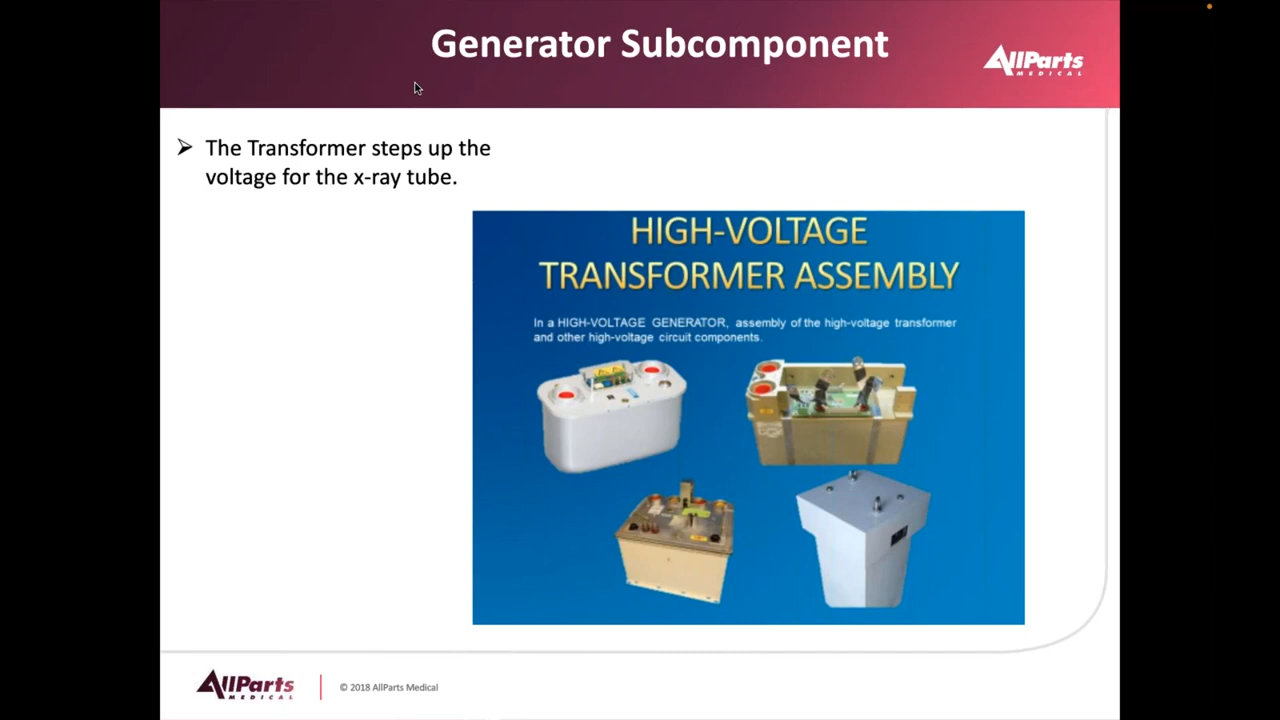 Generator Subcomponent
AllParts
MEDICAL
The Transformer steps up the
voltage for the x-ray tube.
HIGH-VOLTAGE
TRANSFORMER ASSEMBLY
In a HIGH-VOLTAGE GENERATOR, assembly of the high-voltage transformer
and other high-voltage circuit components.
AllParts
MEDICAL
© 2018 AllParts Medical